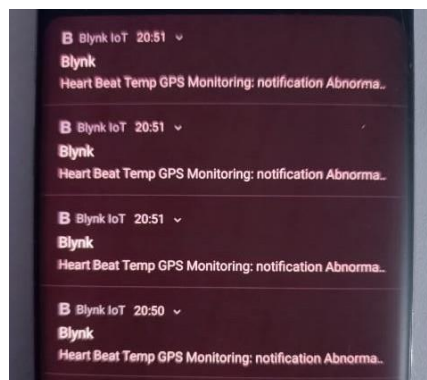 B Blynk IoT 20:51
Blynk
Heart Beat Temp GPS Monitoring: notification Abnorma..
B Blynk IoT 20:51
Blynk
Heart Beat Temp GPS Monitoring: notification Abnorma..
B Blynk IoT 20:51
Blynk
Heart Beat Temp GPS Monitoring: notification Abnorma..
B Blynk IoT 20:50
Blynk
Heart Beat Temp GPS Monitoring: notification Abnorma..